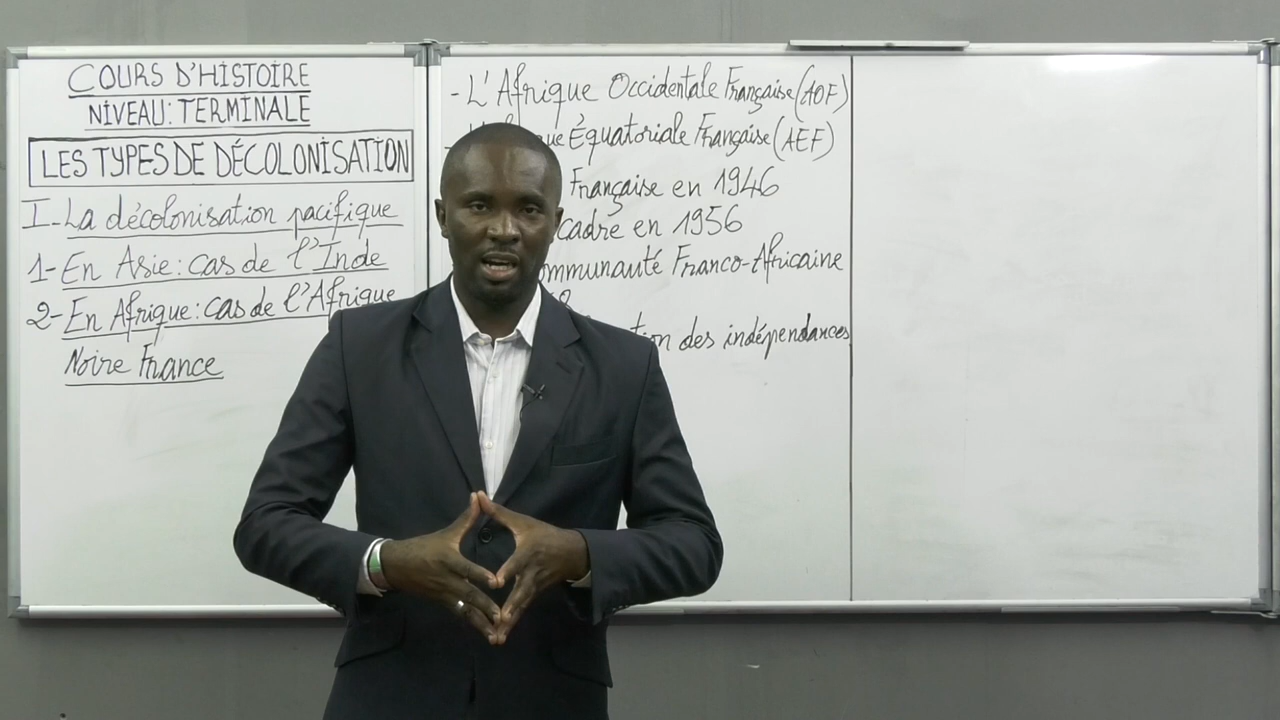 COURS D'HISTOIRE
NIVEAU: TERMINALE
LES TYPES DE DÉCOLONISATION
I- La décolonisation pacifique
1- En Asie: cas de l'Inde
2- En Afrique: cas de l'Afrique
Noire France
- L'Afrique Occidentale Française (AOF)
Équatoriale Française (AEF)
Française en 1946
cadre en 1956
Franco-Africaine
des indépendances